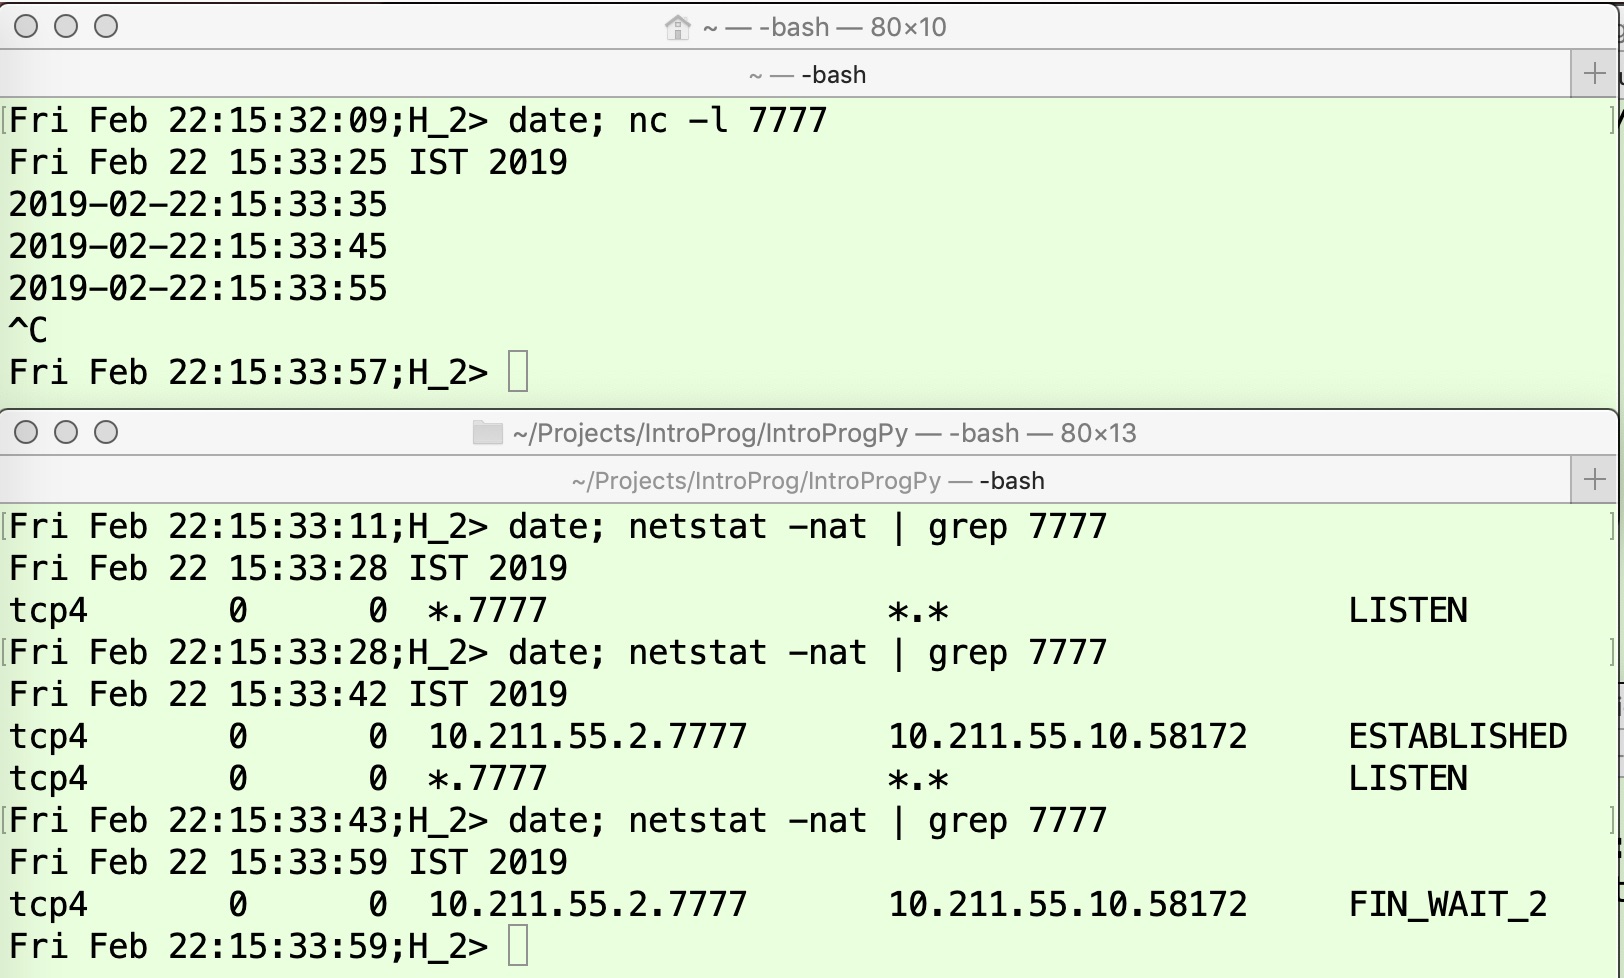 ~ — -bash — 80×10
~ — -bash
Fri Feb 22:15:32:09;H_2> date; nc -l 7777
Fri Feb 22 15:33:25 IST 2019
2019-02-22:15:33:35
2019-02-22:15:33:45
2019-02-22:15:33:55
^C
Fri Feb 22:15:33:57;H_2>
~/Projects/IntroProg/IntroProgPy — -bash — 80×13
~/Projects/IntroProg/IntroProgPy — -bash
Fri Feb 22:15:33:11;H_2> date; netstat -nat | grep 7777
Fri Feb 22 15:33:28 IST 2019
tcp4       0      0  *.7777                 *.*                    LISTEN
Fri Feb 22:15:33:28;H_2> date; netstat -nat | grep 7777
Fri Feb 22 15:33:42 IST 2019
tcp4       0      0  10.211.55.2.7777       10.211.55.10.58172     ESTABLISHED
tcp4       0      0  *.7777                 *.*                    LISTEN
Fri Feb 22:15:33:43;H_2> date; netstat -nat | grep 7777
Fri Feb 22 15:33:59 IST 2019
tcp4       0      0  10.211.55.2.7777       10.211.55.10.58172     FIN_WAIT_2
Fri Feb 22:15:33:59;H_2>